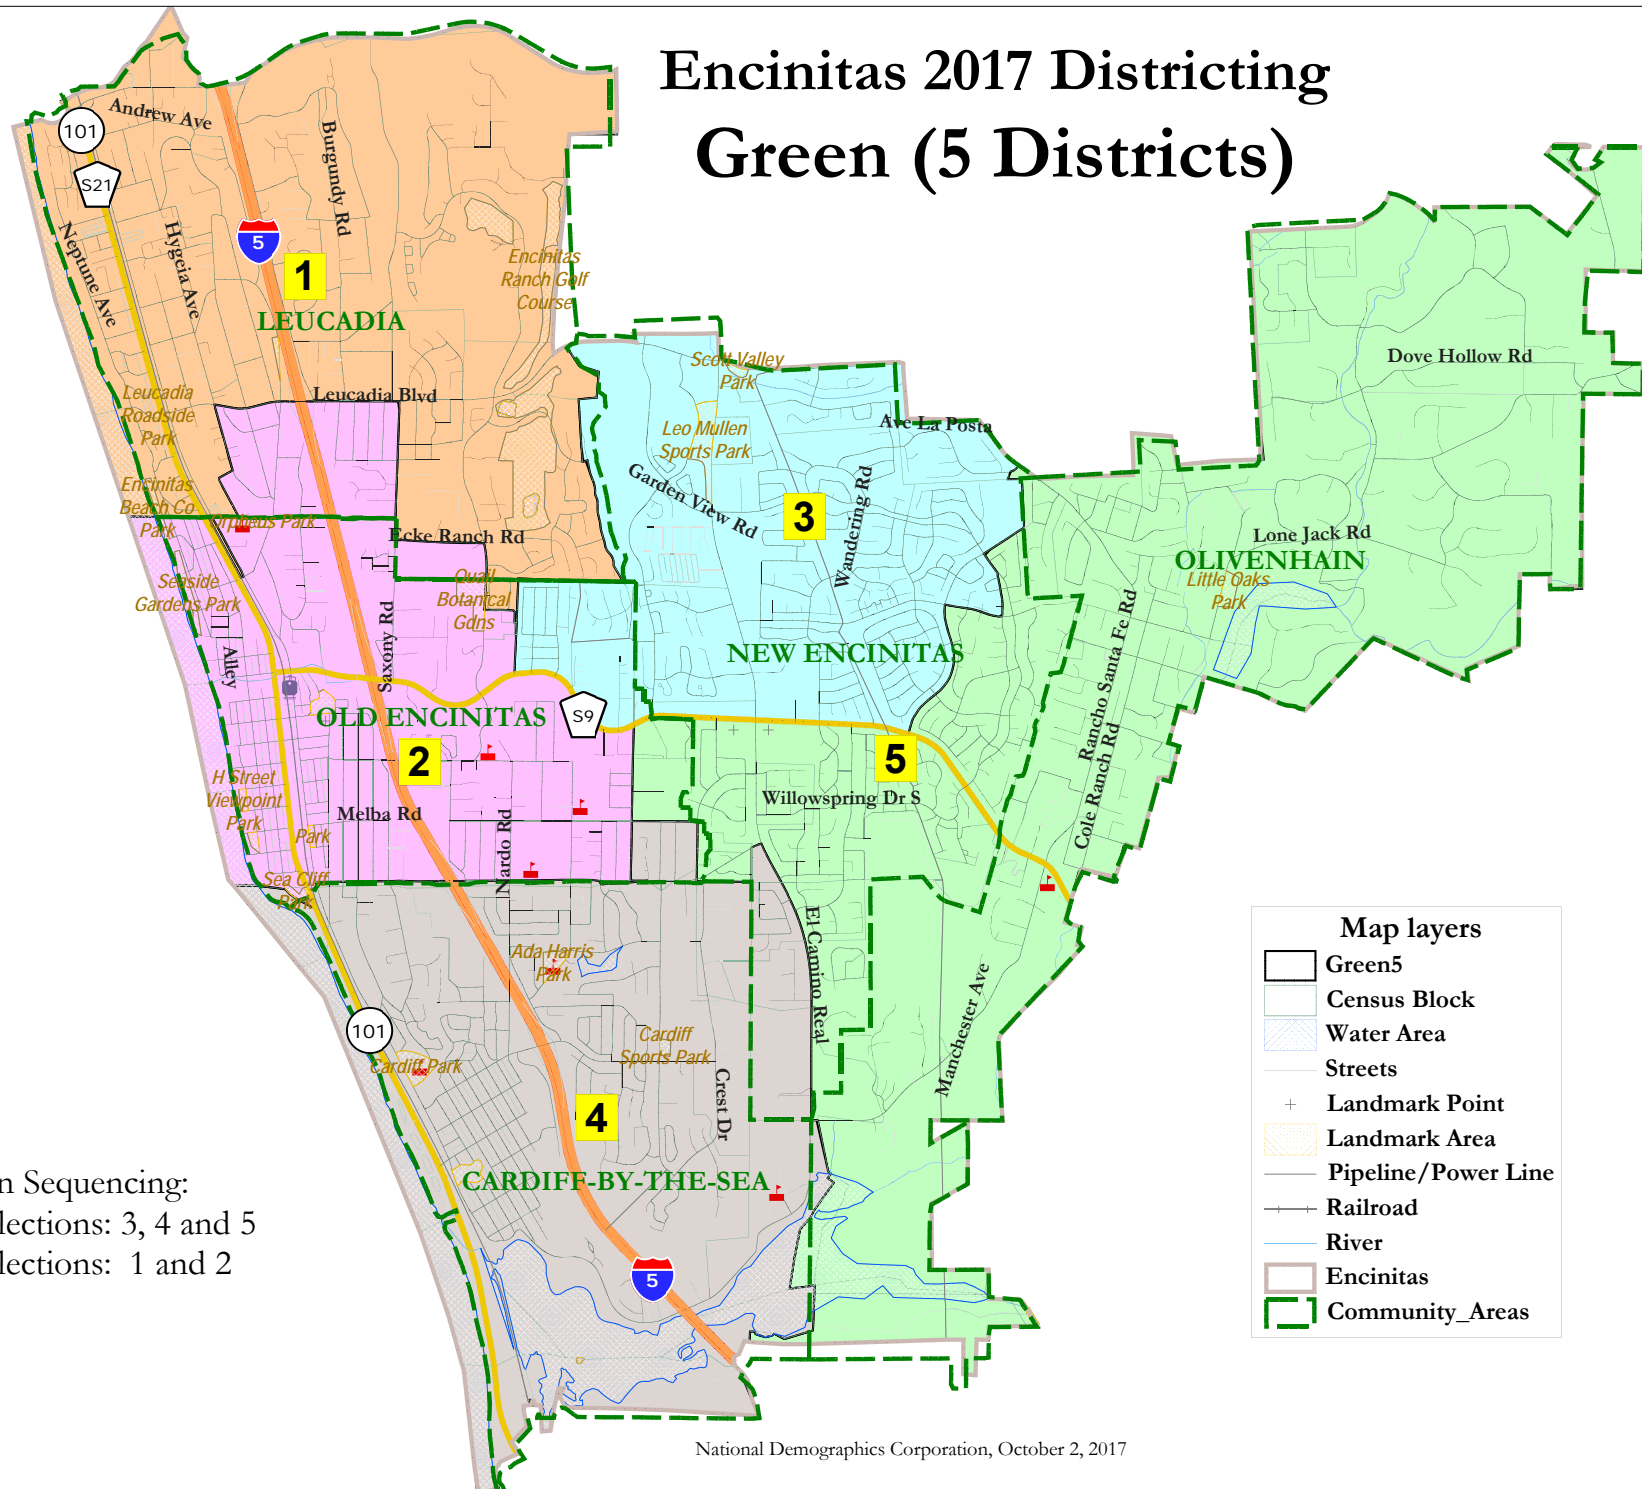 Encinitas 2017 Districting
Green (5 Districts)
Andrew Ave
101
S21
Burgundy Rd
Neptune Ave
Hygeia Ave
5
1
LEUCADIA
Encinitas
Ranch Golf
Course
Leucadia
Roadside
Park
Leucadia Blvd
Scott Valley
Park
Leo Mullen
Sports Park
Ave La Posta
Garden View Rd
3
Wandering Rd
Dove Hollow Rd
Encinitas
Beach Co
Park
Orpheus Park
Ecke Ranch Rd
Lone Jack Rd
OLIVENHAIN
Little Oaks
Park
Seaside
Gardens Park
Quail
Botanical
Gdns
Alley
Saxony Rd
NEW ENCINITAS
Rancho Santa Fe Rd
OLD ENCINITAS
S9
2
5
H Street
Viewpoint
Park
Melba Rd
Nardo Rd
Willowspring Dr S
Cole Ranch Rd
Park
Sea Cliff
Park
El Camino Real
Ada Harris
Park
Manchester Ave
101
Cardiff
Sports Park
Cardiff Park
Crest Dr
4
CARDIFF-BY-THE-SEA
5
n Sequencing:
lections: 3, 4 and 5
lections: 1 and 2
Map layers
Green5
Census Block
Water Area
Streets
Landmark Point
Landmark Area
Pipeline/Power Line
Railroad
River
Encinitas
Community_Areas
National Demographics Corporation, October 2, 2017